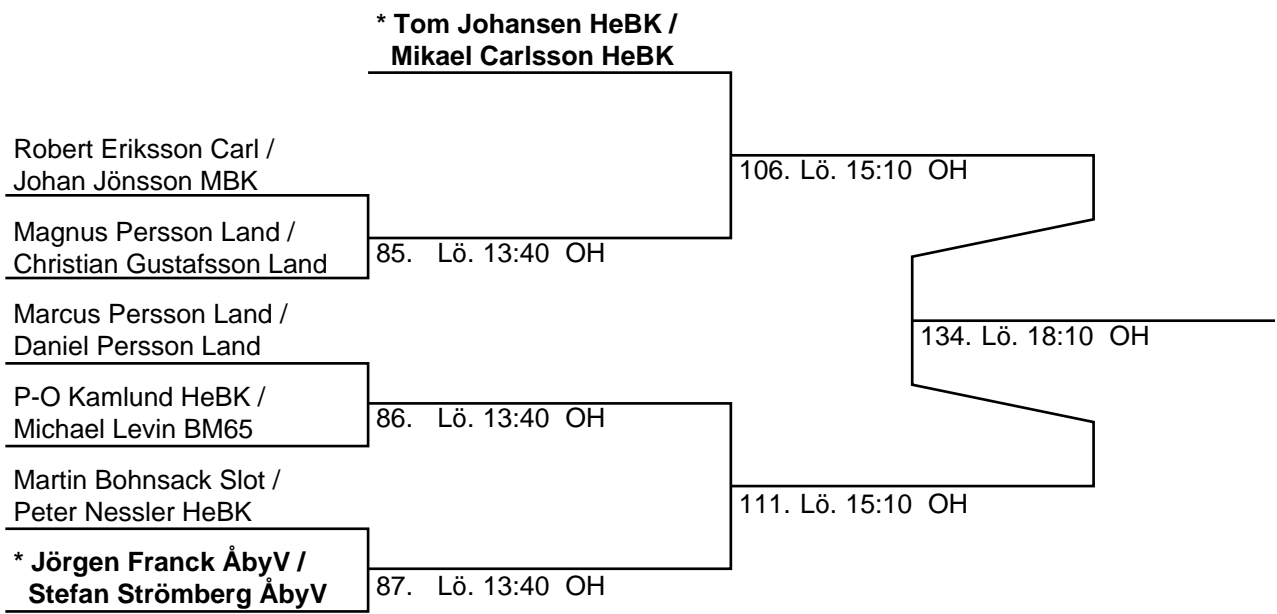 * Tom Johansen HeBK /
Mikael Carlsson HeBK
Robert Eriksson Carl /
Johan Jönsson MBK
106. Lö. 15:10 OH
Magnus Persson Land /
Christian Gustafsson Land
85. Lö. 13:40 OH
Marcus Persson Land /
Daniel Persson Land
134. Lö. 18:10 OH
P-O Kamlund HeBK /
Michael Levin BM65
86. Lö. 13:40 OH
Martin Bohnsack Slot /
Peter Nessler HeBK
111. Lö. 15:10 OH
* Jörgen Franck ÅbyV /
Stefan Strömberg ÅbyV
87. Lö. 13:40 OH